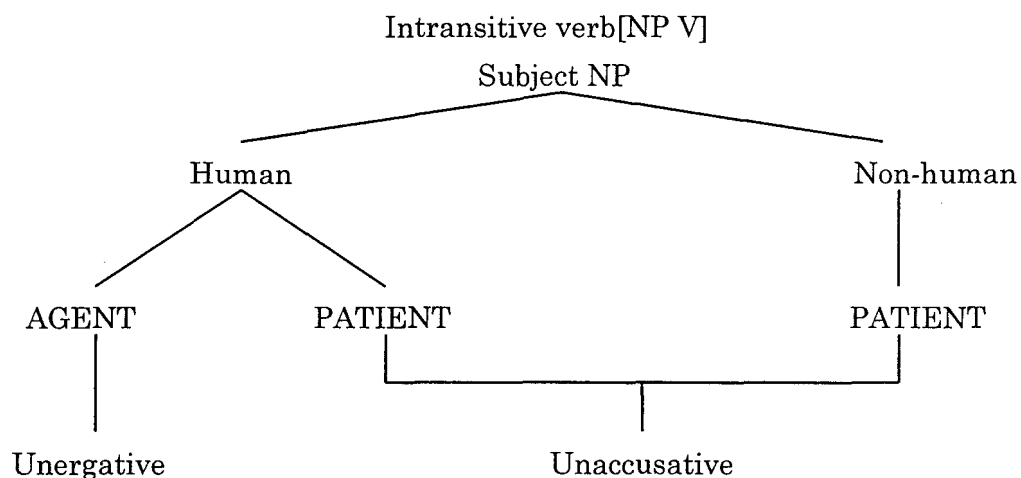 Intransitive verb[NP V]
Subject NP
Human Non-human
AGENT PATIENT PATIENT
Unergative Unaccusative